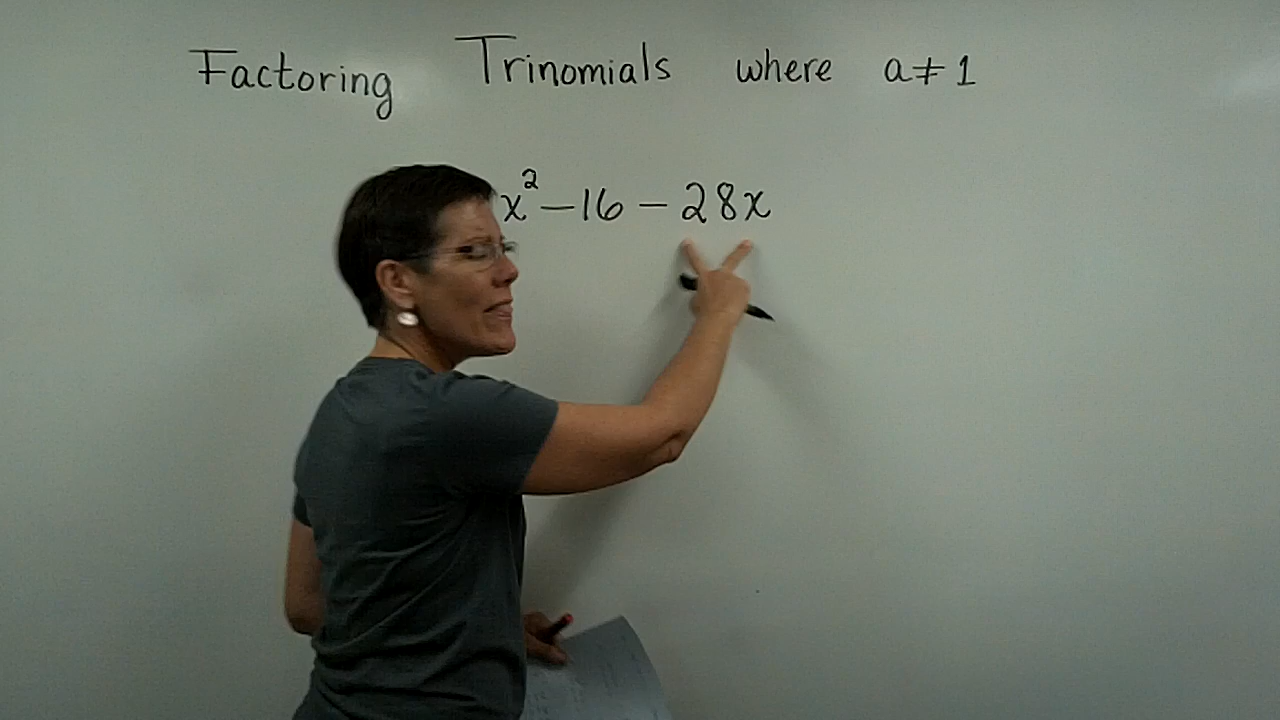 Factoring Trinomials where a≠1
x² – 16 – 28x